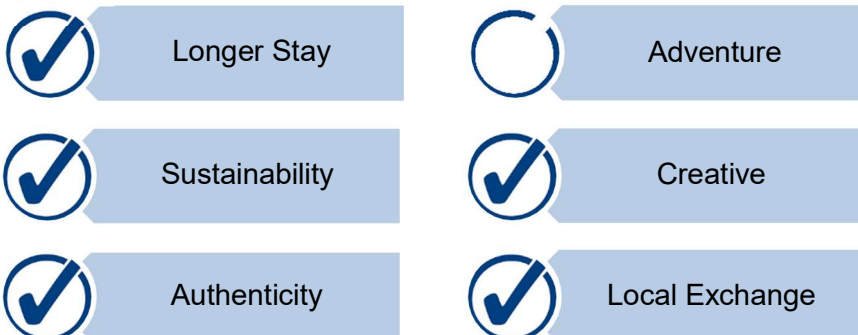 Longer Stay
Adventure
Sustainability
Creative
Authenticity
Local Exchange